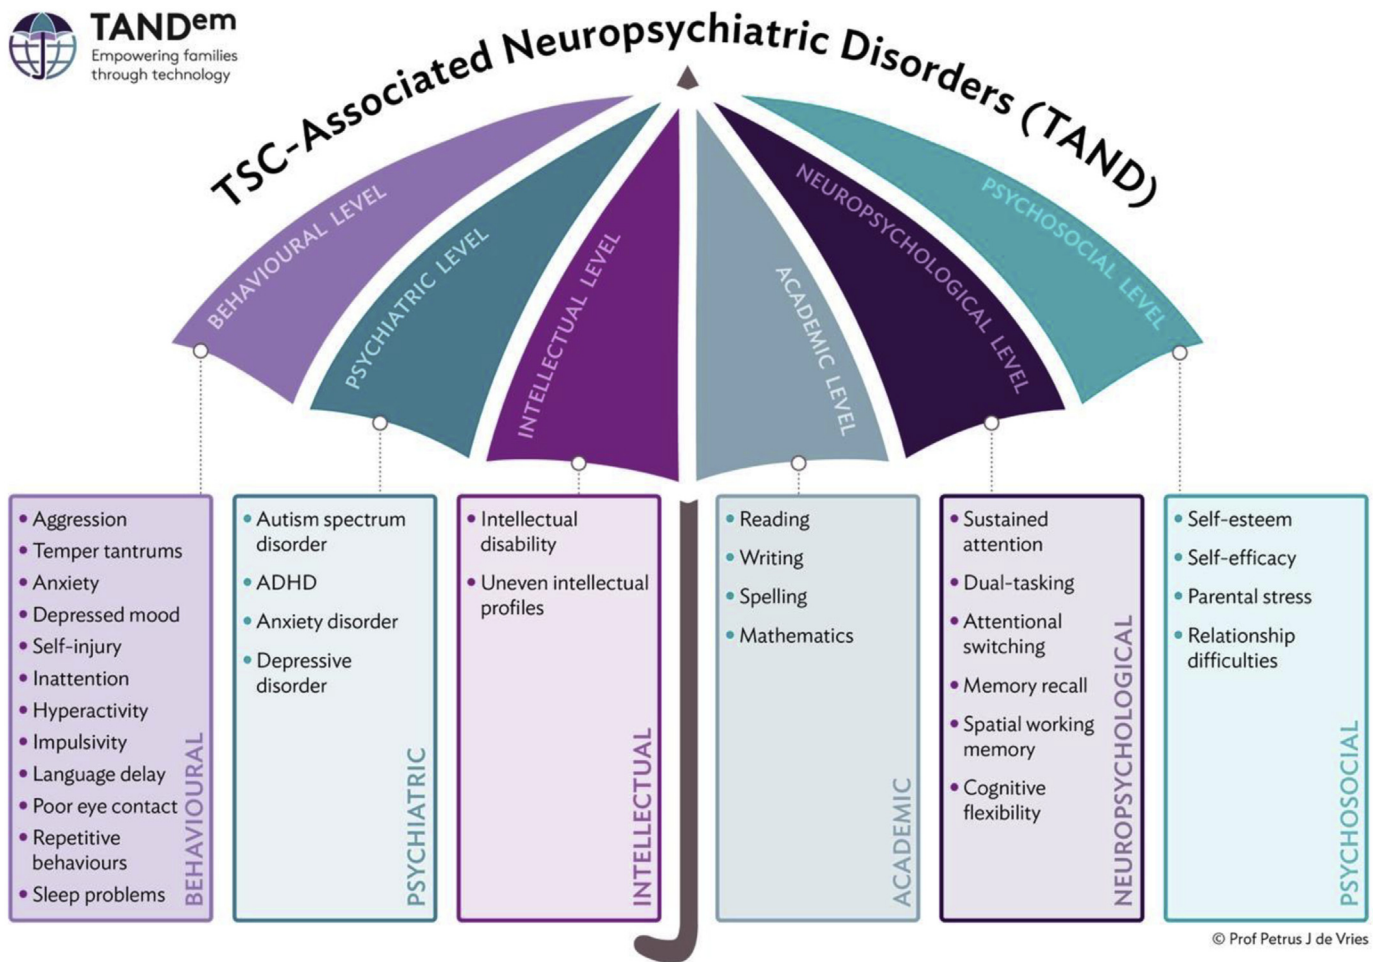 TANDem
Empowering families
through technology
TSC-Associated Neuropsychiatric Disorders (TAND)
BEHAVIOURAL LEVEL
PSYCHIATRIC LEVEL
INTELLECTUAL LEVEL
ACADEMIC LEVEL
NEUROPSYCHOLOGICAL LEVEL
PSYCHOSOCIAL LEVEL
• Aggression
• Temper tantrums
• Anxiety
• Depressed mood
• Self-injury
• Inattention
• Hyperactivity
• Impulsivity
• Language delay
• Poor eye contact
• Repetitive
behaviours
• Sleep problems
BEHAVIOURAL
• Autism spectrum
disorder
• ADHD
• Anxiety disorder
• Depressive
disorder
PSYCHIATRIC
• Intellectual
disability
• Uneven intellectual
profiles
INTELLECTUAL
• Reading
• Writing
• Spelling
• Mathematics
ACADEMIC
• Sustained
attention
• Dual-tasking
• Attentional
switching
• Memory recall
• Spatial working
memory
• Cognitive
flexibility
NEUROPSYCHOLOGICAL
• Self-esteem
• Self-efficacy
• Parental stress
• Relationship
difficulties
PSYCHOSOCIAL
© Prof Petrus J de Vries